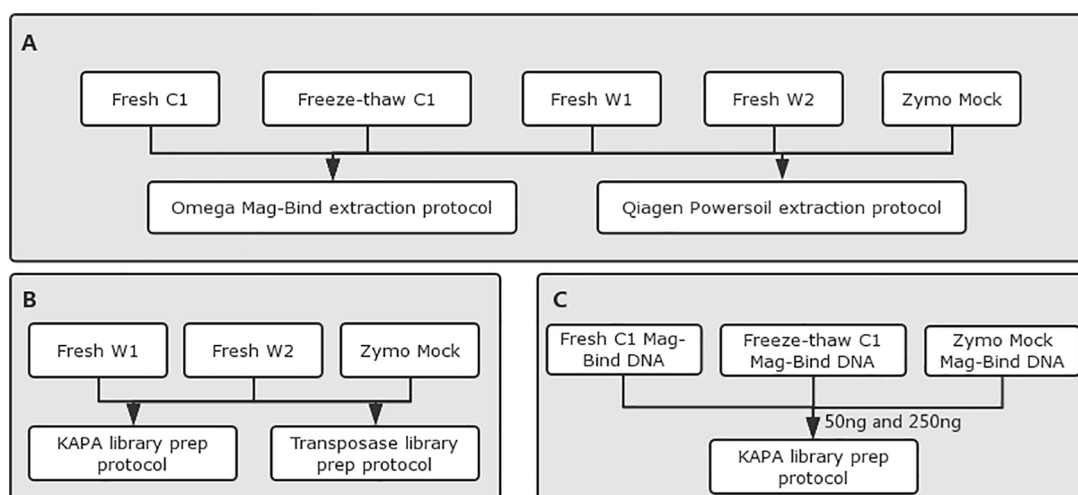 A
Fresh C1
Freeze-thaw C1
Fresh W1
Fresh W2
Zymo Mock
Omega Mag-Bind extraction protocol
Qiagen Powersoil extraction protocol
B
Fresh W1
Fresh W2
Zymo Mock
KAPA library prep
protocol
Transposase library
prep protocol
C
Fresh C1 Mag-
Bind DNA
Freeze-thaw C1
Mag-Bind DNA
Zymo Mock
Mag-Bind DNA
50ng and 250ng
KAPA library prep
protocol